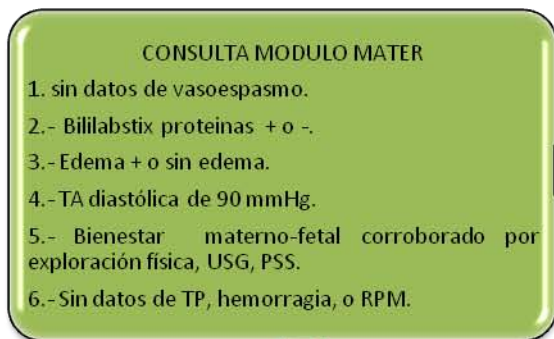 CONSULTA MODULO MATER
1. sin datos de vasoespasmo.
2.- Bililabstix proteinas + o -.
3.- Edema + o sin edema.
4.- TA diastólica de 90 mmHg.
5.- Bienestar materno-fetal corroborado por
exploración física, USG, PSS.
6.- Sin datos de TP, hemorragia, o RPM.